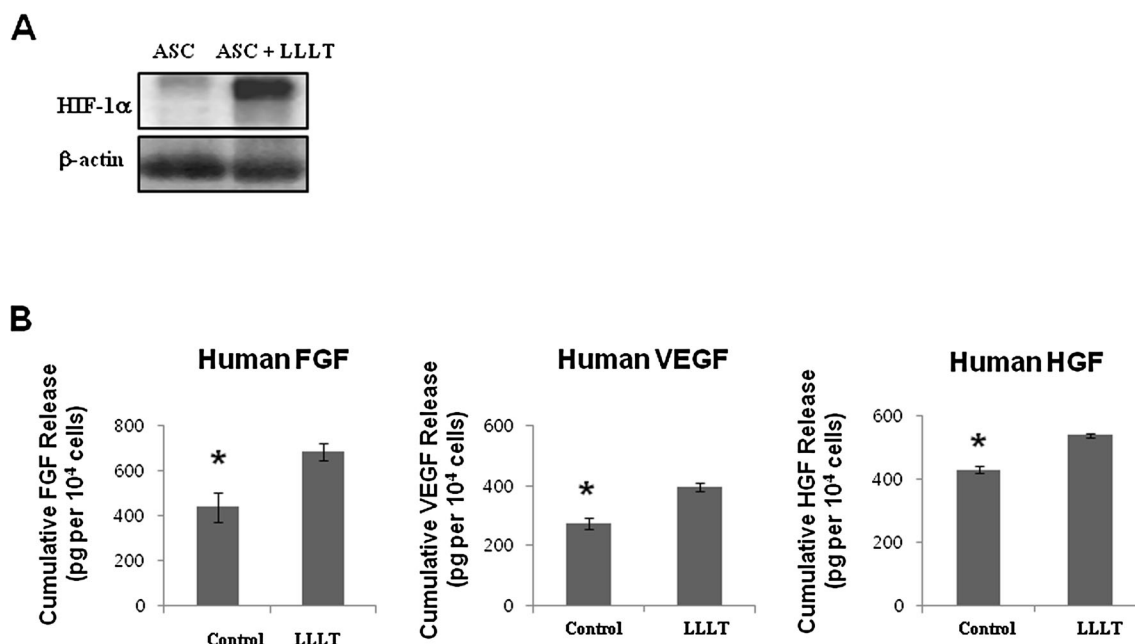 A
ASC ASC + LLLT
HIF-1α
β-actin
B
Human FGF
Cumulative FGF Release
(pg per 10⁴ cells)
800
600
400
200
0
*
Control LLLT
Human VEGF
Cumulative VEGF Release
(pg per 10⁴ cells)
600
400
200
0
*
Control LLLT
Human HGF
Cumulative HGF Release
(pg per 10⁴ cells)
600
400
200
0
*
Control LLLT